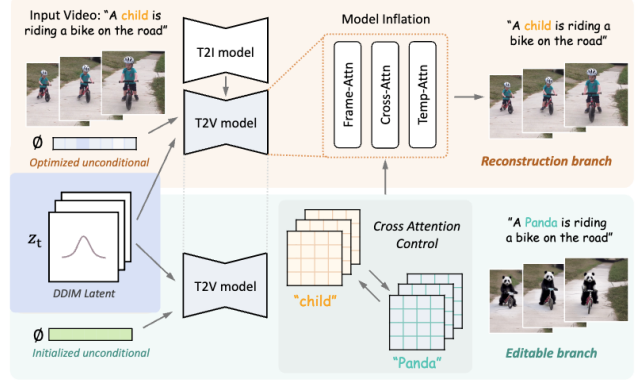 Input Video: "A child is
riding a bike on the road"
∅
Optimized unconditional
T2I model
T2V model
Model Inflation
Frame-Attn
Cross-Attn
Temp-Attn
"A child is riding a
bike on the road"
Reconstruction branch
zt
DDIM Latent
∅
Initialized unconditional
T2V model
Cross Attention
Control
"child"
"Panda"
"A Panda is riding
a bike on the road"
Editable branch